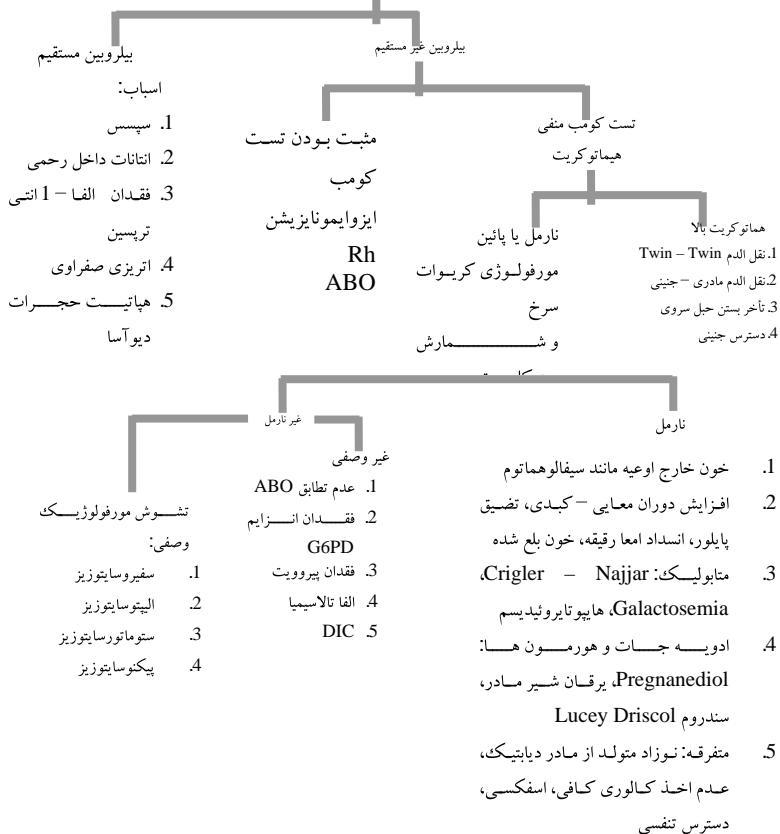 بیلروبین مستقیم
اسباب:
1. سپسس
2. انتانات داخل رحمی
3. فقدان الفا – 1 انتی
تریپسین
4. اتریزی صفراوی
5. هپاتیت حجرات
دیوآسا
بیلروبین غیر مستقیم
مثبت بودن تست
کومب
ایزوایمونایزیشن
Rh
ABO
تست کومب منفی
هیماتوکریت
نارمل یا پائین
مورفولوژی کریوات
سرخ
و شمارش
هماتوکریت بالا
1. نقل الدم Twin – Twin
2. نقل الدم مادری – جنینی
3. تأخر بستن حبل سروی
4. دسترس جنینی
غیر نارمل
تشوش مورفولوژیک
وصفی:
1. سفیروسایتوزیز
2. الیپتوسایتوزیز
3. ستوماتورسایتوزیز
4. پیکنوسایتوزیز
غیر وصفی
1. عدم تطابق ABO
2. فقدان انزایم
G6PD
3. فقدان پیروویت
4. الفا تالاسیمیا
5. DIC
نارمل
1. خون خارج اوعیه مانند سیفالوهماتوم
2. افزایش دوران معایی – کبدی، تضیق
پایلور، انسداد امعا رقیقه، خون بلع شده
3. متابولیک: Crigler – Najjar،
Galactosemia، هایپوتایروئیدیسم
4. ادویه جات و هورمون ها:
Pregnanediol، یرقان شیر مادر،
سندروم Lucey Driscol
5. متفرقه: نوزاد متولد از مادر دیابتیک،
عدم اخذ کالوری کافی، اسفکسی،
دسترس تنفسی